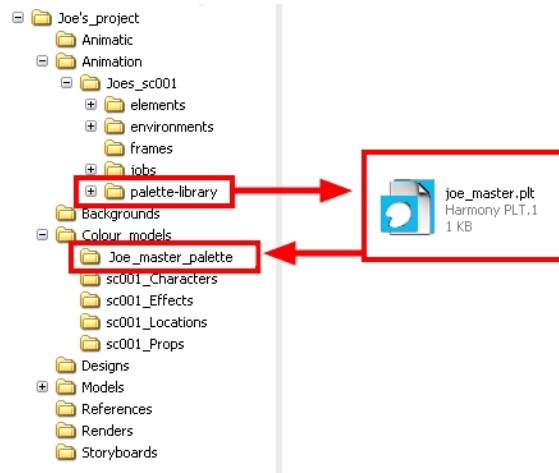 Joe's_project
Animatic
Animation
Joes_sc001
elements
environments
frames
jobs
palette-library
Backgrounds
Colour_models
Joe_master_palette
sc001_Characters
sc001_Effects
sc001_Locations
sc001_Props
Designs
Models
References
Renders
Storyboards
joe_master.plt
Harmony PLT.1
1 KB